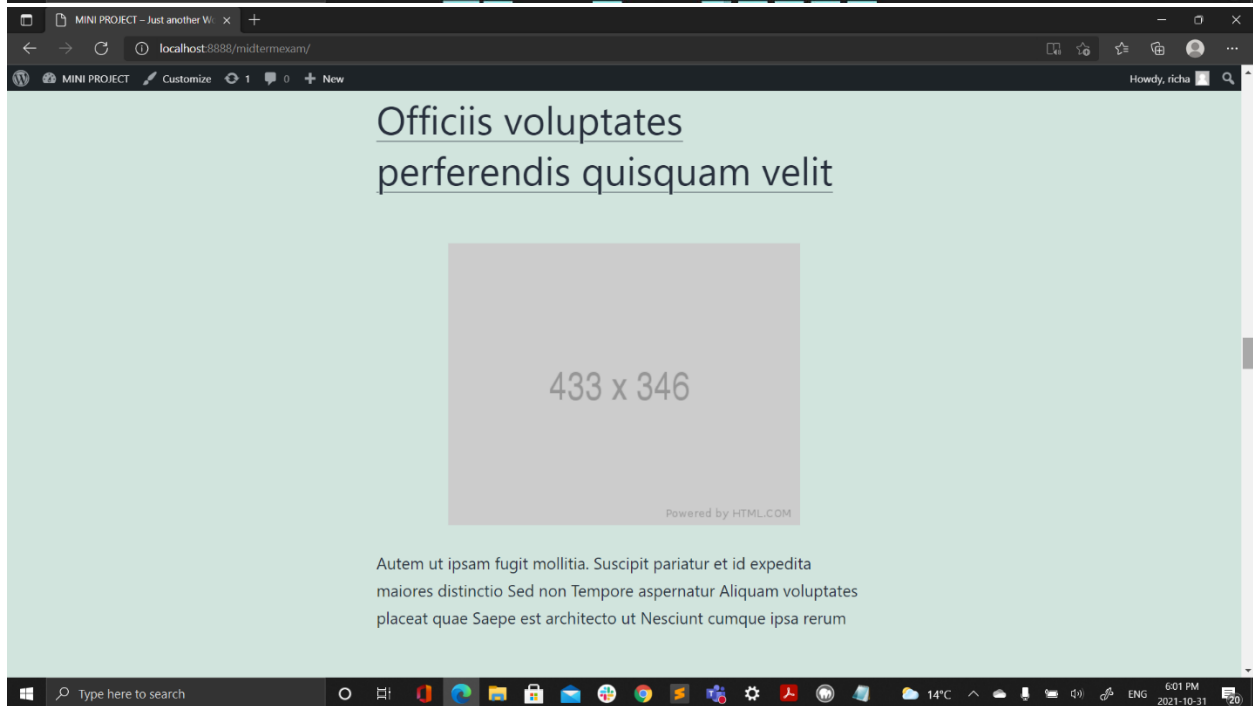 MINI PROJECT – Just another Wo
localhost:8888/midtermexam/
MINI PROJECT Customize 1 0 New Howdy, richa
Officiis voluptates
perferendis quisquam velit
433 x 346
Powered by HTML.COM
Autem ut ipsam fugit mollitia. Suscipit pariatur et id expedita
maiores distinctio Sed non Tempore aspernatur Aliquam voluptates
placeat quae Saepe est architecto ut Nesciunt cumque ipsa rerum
Type here to search 14°C ENG 6:01 PM
2021-10-31 20